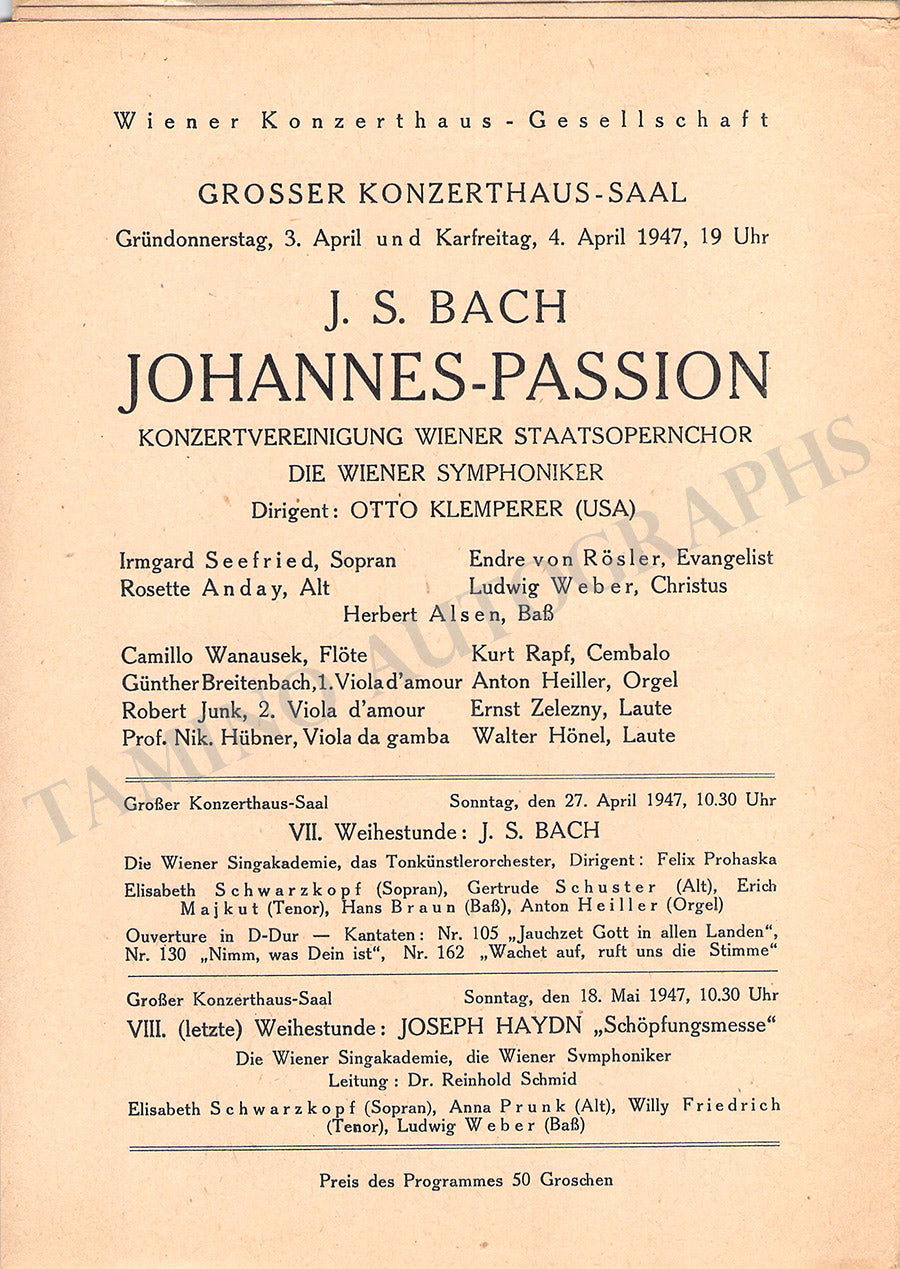 Wiener Konzerthaus-Gesellschaft
GROSSER KONZERTHAUS-SAAL
Gründonnerstag, 3. April und Karfreitag, 4. April 1947, 19 Uhr
J. S. BACH
JOHANNES-PASSION
KONZERTVEREINIGUNG WIENER STAATSOPERNCHOR
DIE WIENER SYMPHONIKER
Dirigent: OTTO KLEMPERER (USA)
Irmgard Seefried, Sopran Endre von Rösler, Evangelist
Rosette Anday, Alt Ludwig Weber, Christus
Herbert Alsen, Baß
Camillo Wanausek, Flöte Kurt Rapf, Cembalo
Günther Breitenbach, 1. Viola d'amour Anton Heiller, Orgel
Robert Junk, 2. Viola d'amour Ernst Zelezny, Laute
Prof. Nik. Hübner, Viola da gamba Walter Hönel, Laute
Großer Konzerthaus-Saal Sonntag, den 27. April 1947, 10.30 Uhr
VII. Weihestunde: J. S. BACH
Die Wiener Singakademie, das Tonkünstlerorchester, Dirigent: Felix Prohaska
Elisabeth Schwarzkopf (Sopran), Gertrude Schuster (Alt), Erich
Majkut (Tenor), Hans Braun (Baß), Anton Heiller (Orgel)
Ouverture in D-Dur — Kantaten: Nr. 105 „Jauchzet Gott in allen Landen“,
Nr. 130 „Nimm, was Dein ist“, Nr. 162 „Wachet auf, ruft uns die Stimme“
Großer Konzerthaus-Saal Sonntag, den 18. Mai 1947, 10.30 Uhr
VIII. (letzte) Weihestunde: JOSEPH HAYDN „Schöpfungsmesse“
Die Wiener Singakademie, die Wiener Symphoniker
Leitung: Dr. Reinhold Schmid
Elisabeth Schwarzkopf (Sopran), Anna Prunk (Alt), Willy Friedrich
(Tenor), Ludwig Weber (Baß)
Preis des Programmes 50 Groschen
TAMINO AUTOGRAPHS